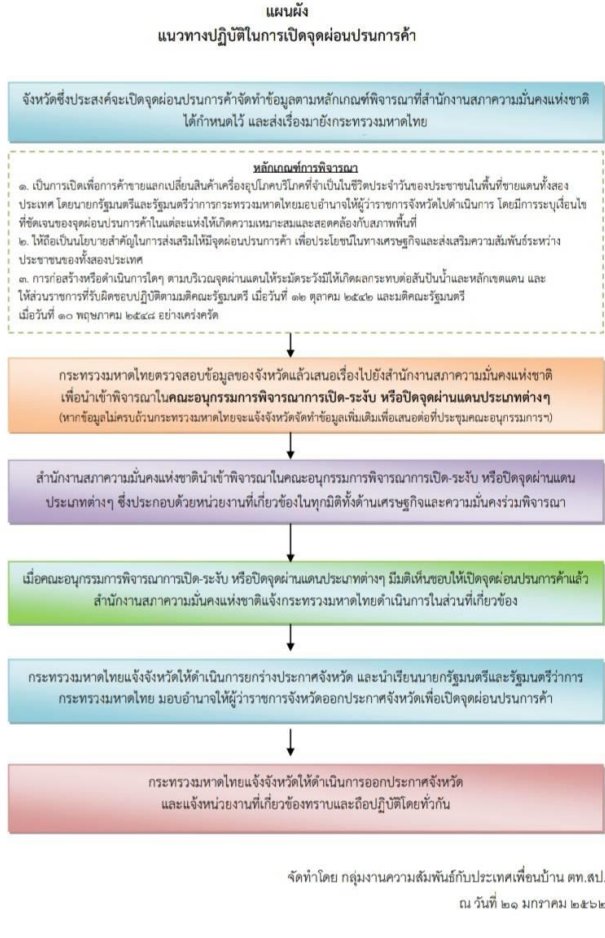 แผนผัง
แนวทางปฏิบัติในการเปิดจุดผ่อนปรนการค้า
จังหวัดซึ่งประสงค์จะเปิดจุดผ่อนปรนการค้าจัดทำข้อมูลตามหลักเกณฑ์พิจารณาที่สำนักงานสภาความมั่นคงแห่งชาติ
ได้กำหนดไว้ และส่งเรื่องมายังกระทรวงมหาดไทย
หลักเกณฑ์การพิจารณา
๑. เป็นการเปิดเพื่อการค้าขายแลกเปลี่ยนสินค้าเครื่องอุปโภคบริโภคที่จำเป็นในชีวิตประจำวันของประชาชนในพื้นที่ชายแดนทั้งสอง
ประเทศ โดยนายกรัฐมนตรีและรัฐมนตรีว่าการกระทรวงมหาดไทยมอบอำนาจให้ผู้ว่าราชการจังหวัดไปดำเนินการ โดยมีการระบุเงื่อนไข
ที่ชัดเจนของจุดผ่อนปรนการค้าในแต่ละแห่งให้เกิดความเหมาะสมและสอดคล้องกับสภาพพื้นที่
๒. ให้ถือเป็นนโยบายสำคัญในการส่งเสริมให้มีจุดผ่อนปรนการค้า เพื่อประโยชน์ในทางเศรษฐกิจและส่งเสริมความสัมพันธ์ระหว่าง
ประชาชนของทั้งสองประเทศ
๓. การก่อสร้างหรือดำเนินการใดๆ ตามบริเวณจุดผ่านแดนให้ระมัดระวังมิให้เกิดผลกระทบต่อสันปันน้ำและหลักเขตแดน และ
ให้ส่วนราชการที่รับผิดชอบปฏิบัติตามมติคณะรัฐมนตรี เมื่อวันที่ ๑๒ ตุลาคม ๒๕๔๒ และมติคณะรัฐมนตรี
เมื่อวันที่ ๑๐ พฤษภาคม ๒๕๔๘ อย่างเคร่งครัด
กระทรวงมหาดไทยตรวจสอบข้อมูลของจังหวัดแล้วเสนอเรื่องไปยังสำนักงานสภาความมั่นคงแห่งชาติ
เพื่อนำเข้าพิจารณาในคณะอนุกรรมการพิจารณาการเปิด-ระงับ หรือปิดจุดผ่านแดนประเภทต่างๆ
(หากข้อมูลไม่ครบถ้วนกระทรวงมหาดไทยจะแจ้งจังหวัดจัดทำข้อมูลเพิ่มเติมเพื่อเสนอต่อที่ประชุมคณะอนุกรรมการฯ)
สำนักงานสภาความมั่นคงแห่งชาตินำเข้าพิจารณาในคณะอนุกรรมการพิจารณาการเปิด-ระงับ หรือปิดจุดผ่านแดน
ประเภทต่างๆ ซึ่งประกอบด้วยหน่วยงานที่เกี่ยวข้องในทุกมิติทั้งด้านเศรษฐกิจและความมั่นคงร่วมพิจารณา
เมื่อคณะอนุกรรมการพิจารณาการเปิด-ระงับ หรือปิดจุดผ่านแดนประเภทต่างๆ มีมติเห็นชอบให้เปิดจุดผ่อนปรนการค้าแล้ว
สำนักงานสภาความมั่นคงแห่งชาติแจ้งกระทรวงมหาดไทยดำเนินการในส่วนที่เกี่ยวข้อง
กระทรวงมหาดไทยแจ้งจังหวัดให้ดำเนินการยกร่างประกาศจังหวัด และนำเรียนนายกรัฐมนตรีและรัฐมนตรีว่าการ
กระทรวงมหาดไทย มอบอำนาจให้ผู้ว่าราชการจังหวัดออกประกาศจังหวัดเพื่อเปิดจุดผ่อนปรนการค้า
กระทรวงมหาดไทยแจ้งจังหวัดให้ดำเนินการออกประกาศจังหวัด
และแจ้งหน่วยงานที่เกี่ยวข้องทราบและถือปฏิบัติโดยทั่วกัน
จัดทำโดย กลุ่มงานความสัมพันธ์กับประเทศเพื่อนบ้าน ตท.สป.
ณ วันที่ ๒๑ มกราคม ๒๕๖๒